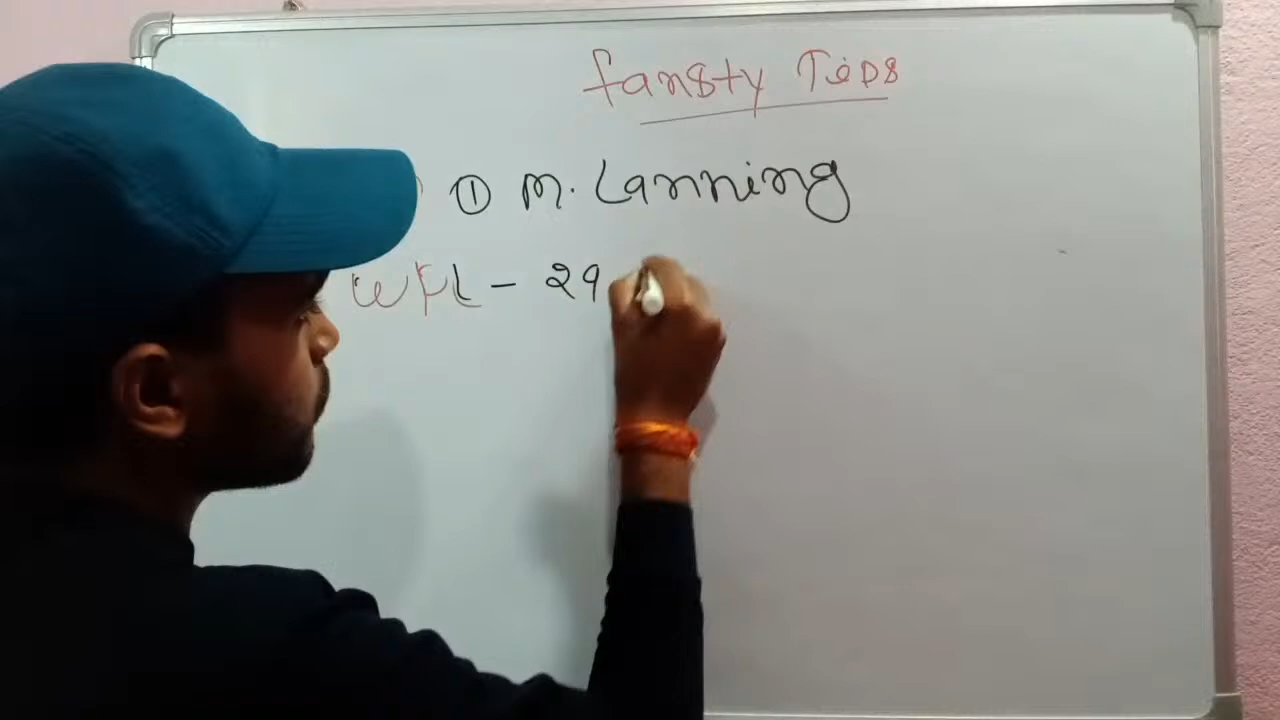 fansty Tips
① M. Lanning
WPL - 29